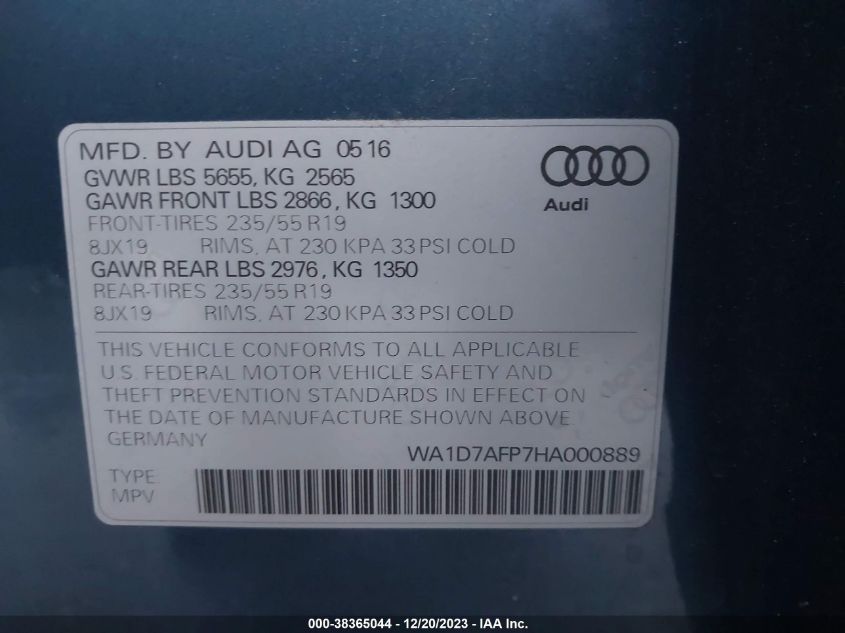 MFD. BY AUDI AG 05 16
GVWR LBS 5655, KG 2565
GAWR FRONT LBS 2866, KG 1300
FRONT-TIRES 235/55 R19
8JX19 RIMS, AT 230 KPA 33 PSI COLD
GAWR REAR LBS 2976, KG 1350
REAR-TIRES 235/55 R19
8JX19 RIMS, AT 230 KPA 33 PSI COLD
Audi
THIS VEHICLE CONFORMS TO ALL APPLICABLE
U.S. FEDERAL MOTOR VEHICLE SAFETY AND
THEFT PREVENTION STANDARDS IN EFFECT ON
THE DATE OF MANUFACTURE SHOWN ABOVE.
GERMANY
WA1D7AFP7HA000889
TYPE:
MPV
000-38365044 - 12/20/2023 - IAA Inc.